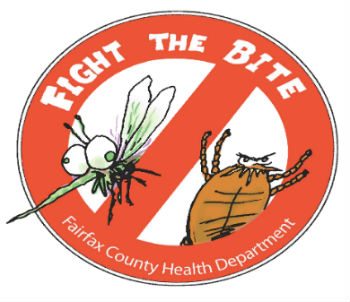 FIGHT THE BITE
Fairfax County Health Department